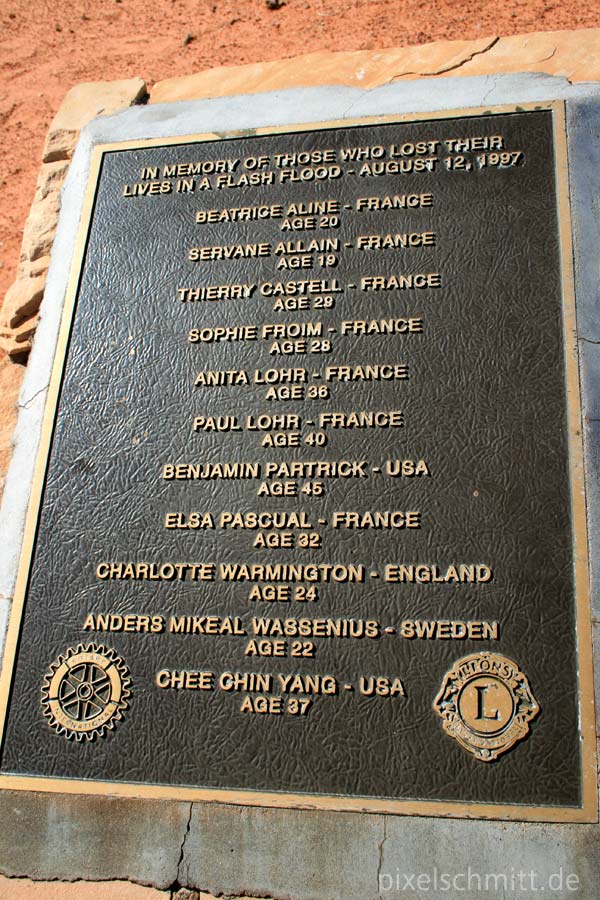 IN MEMORY OF THOSE WHO LOST THEIR
LIVES IN A FLASH FLOOD - AUGUST 12, 1997
BEATRICE ALINE - FRANCE
AGE 20
SERVANE ALLAIN - FRANCE
AGE 19
THIERRY CASTELL - FRANCE
AGE 29
SOPHIE FROIM - FRANCE
AGE 28
ANITA LOHR - FRANCE
AGE 36
PAUL LOHR - FRANCE
AGE 40
BENJAMIN PARTRICK - USA
AGE 45
ELSA PASCUAL - FRANCE
AGE 32
CHARLOTTE WARMINGTON - ENGLAND
AGE 24
ANDERS MIKEAL WASSENIUS - SWEDEN
AGE 22
CHEE CHIN YANG - USA
AGE 37
ROTARY
INTERNATIONAL
LIONS
L
INTERNATIONAL
pixelschmitt.de